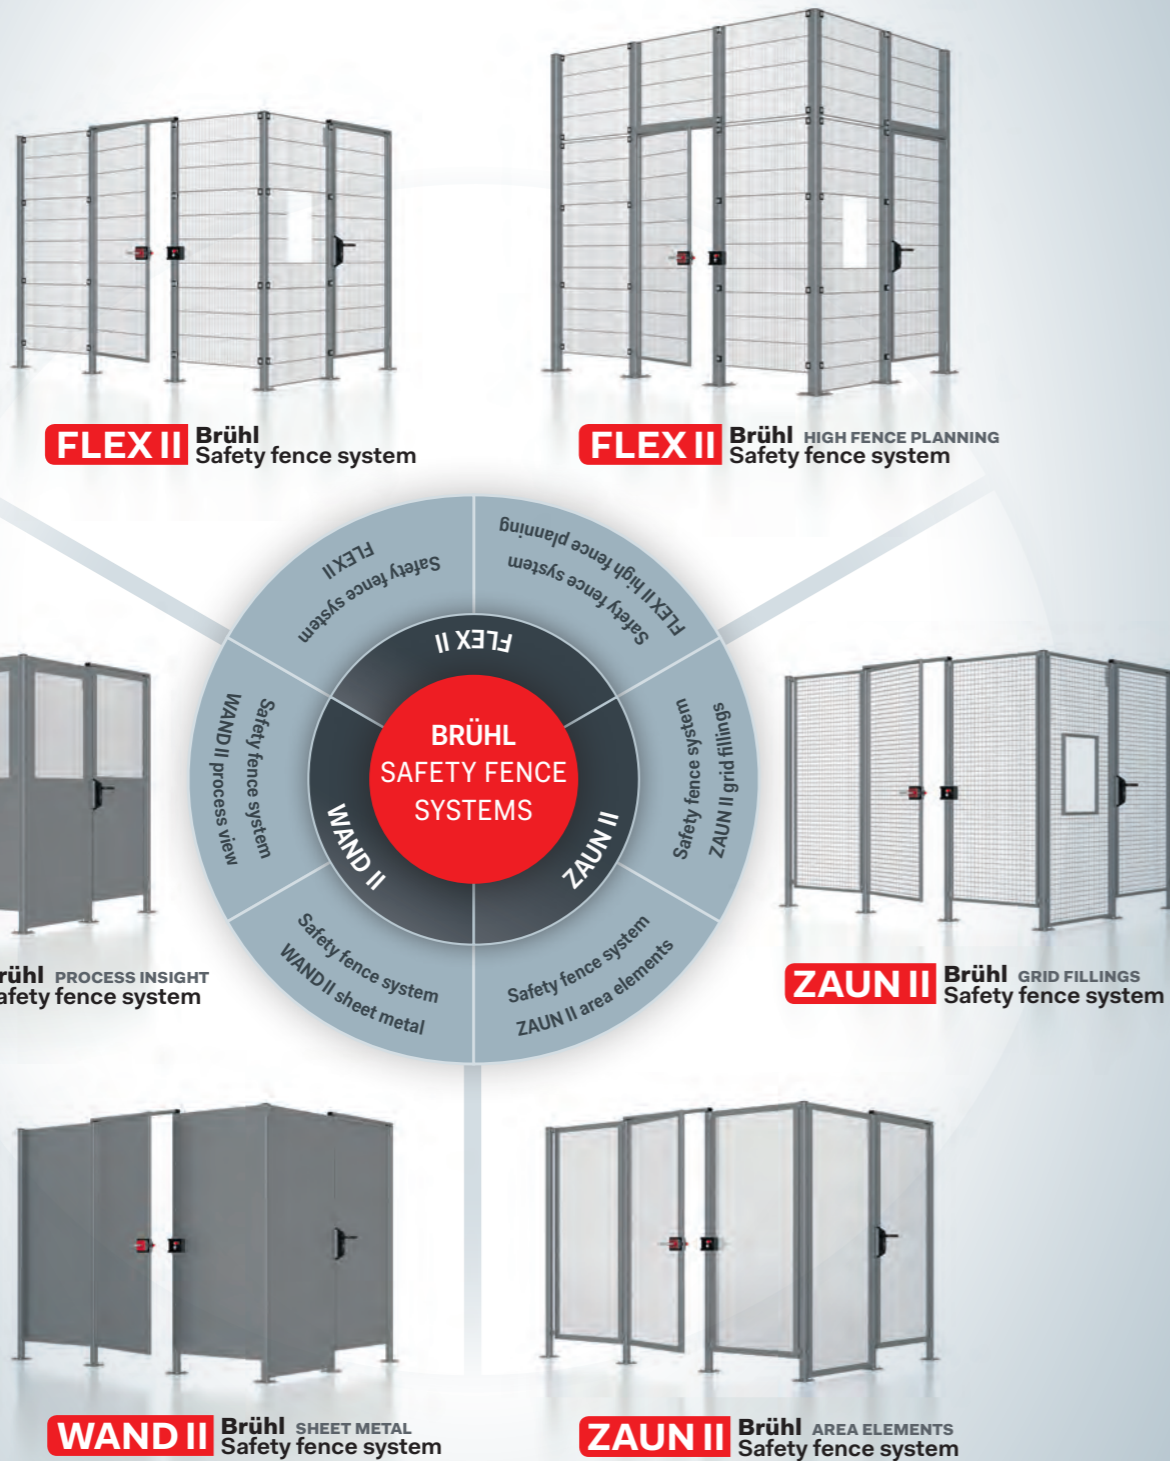 FLEX II Brühl
Safety fence system
FLEX II Brühl HIGH FENCE PLANNING
Safety fence system
FLEX II
Safety fence system
FLEX II high fence planning
Safety fence system
FLEX II
BRÜHL
SAFETY FENCE
SYSTEMS
WAND II
ZAUN II
Safety fence system
WAND II process view
Safety fence system
ZAUN II grid fillings
Safety fence system
WAND II sheet metal
Safety fence system
ZAUN II area elements
rühl PROCESS INSIGHT
afety fence system
ZAUN II Brühl GRID FILLINGS
Safety fence system
WAND II Brühl SHEET METAL
Safety fence system
ZAUN II Brühl AREA ELEMENTS
Safety fence system